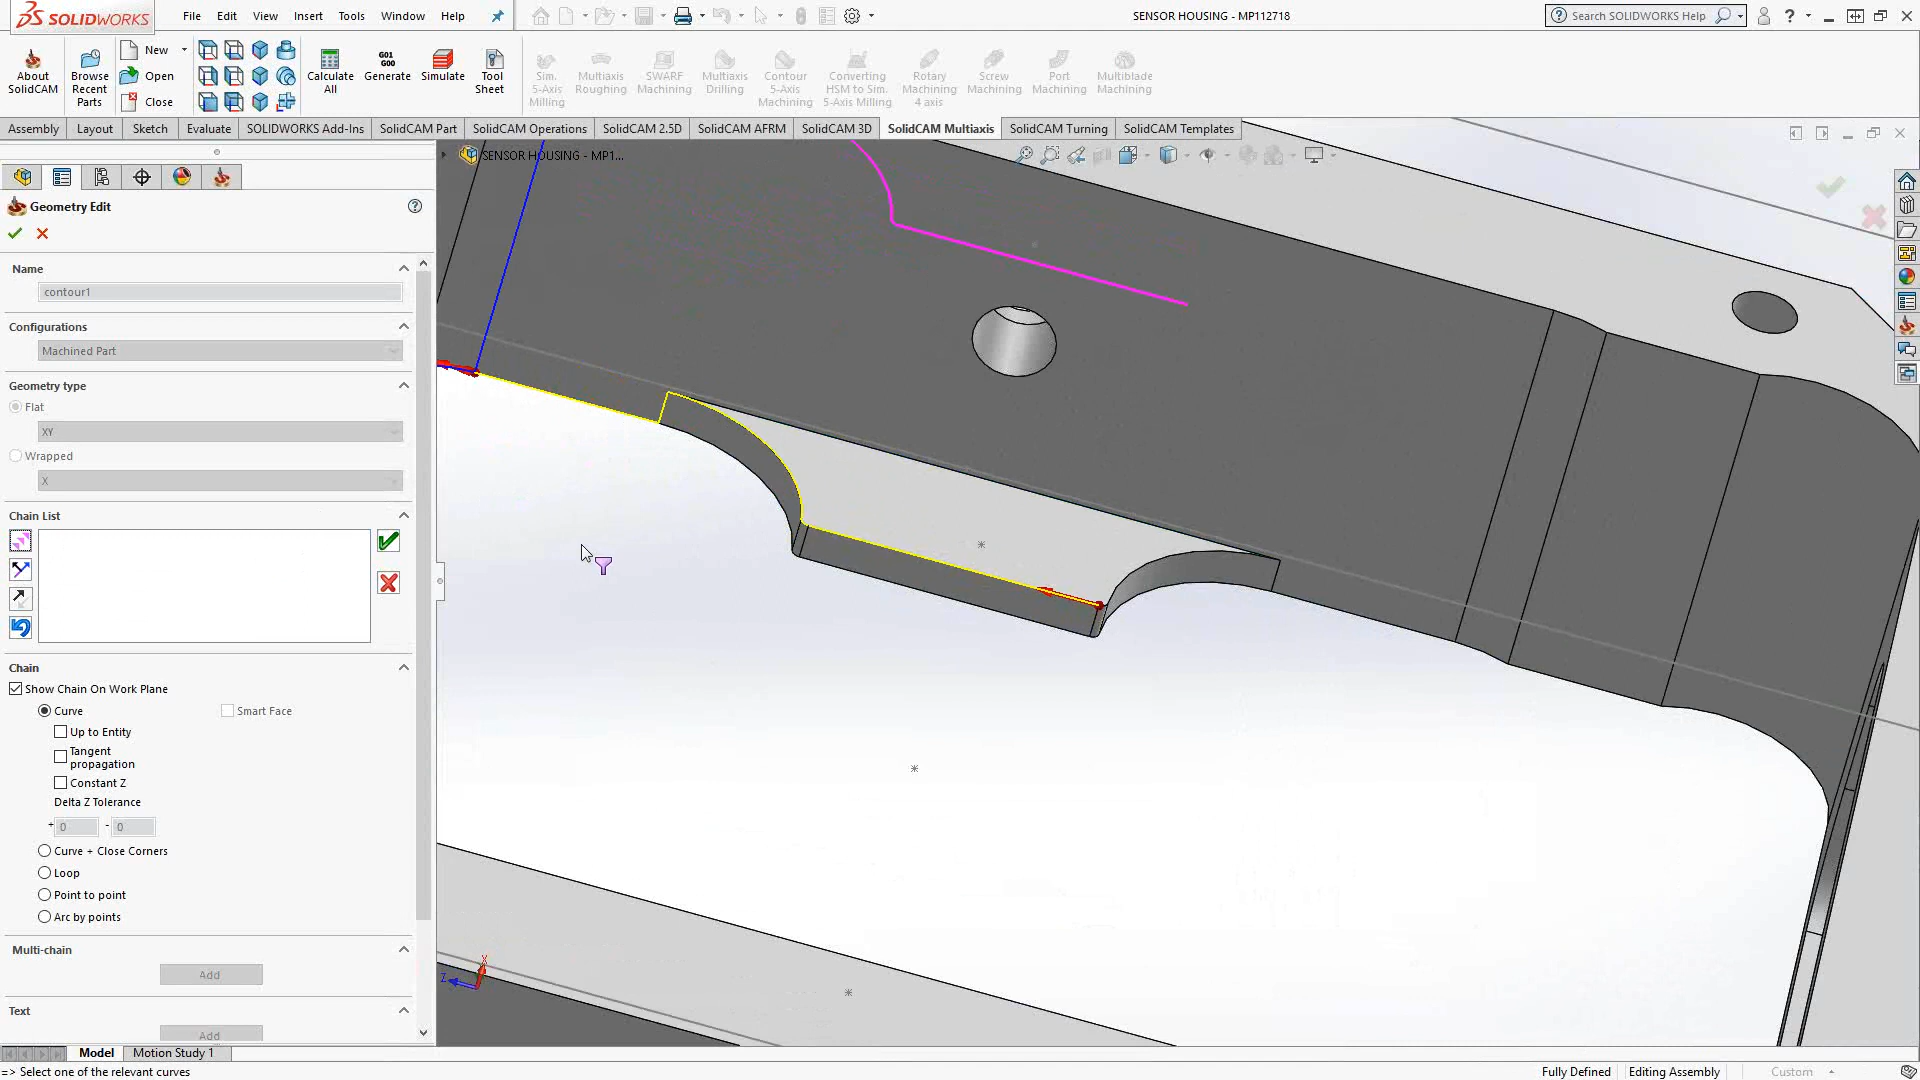 SOLIDWORKS
File Edit View Insert Tools Window Help
SENSOR HOUSING - MP112718
Search SOLIDWORKS Help
About SolidCAM
Browse Recent Parts
New
Open
Close
Calculate All
G01 G00
Generate
Simulate
Tool Sheet
Sim. 5-Axis Milling
Multiaxis Roughing
SWARF Machining
Multiaxis Drilling
Contour 5-Axis Machining
Converting HSM to Sim. 5-Axis Milling
Rotary Machining 4 axis
Screw Machining
Port Machining
Multiblade Machining
Assembly Layout Sketch Evaluate SOLIDWORKS Add-Ins SolidCAM Part SolidCAM Operations SolidCAM 2.5D SolidCAM AFRM SolidCAM 3D SolidCAM Multiaxis SolidCAM Turning SolidCAM Templates
SENSOR HOUSING - MP1...
Geometry Edit
Name
contour1
Configurations
Machined Part
Geometry type
Flat
XY
Wrapped
X
Chain List
Chain
Show Chain On Work Plane
Curve
Smart Face
Up to Entity
Tangent propagation
Constant Z
Delta Z Tolerance
+ 0 - 0
Curve + Close Corners
Loop
Point to point
Arc by points
Multi-chain
Add
Text
Add
X
Z
Model Motion Study 1
=> Select one of the relevant curves
Fully Defined Editing Assembly Custom